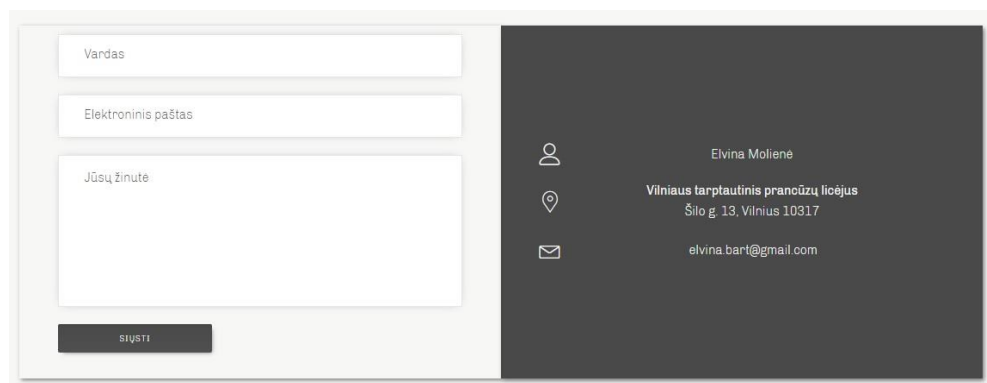 Vardas
Elektroninis paštas
Jūsų žinutė
SIŲSTI
Elvina Molienė
Vilniaus tarptautinis prancūzų licėjus
Šilo g. 13, Vilnius 10317
elvina.bart@gmail.com